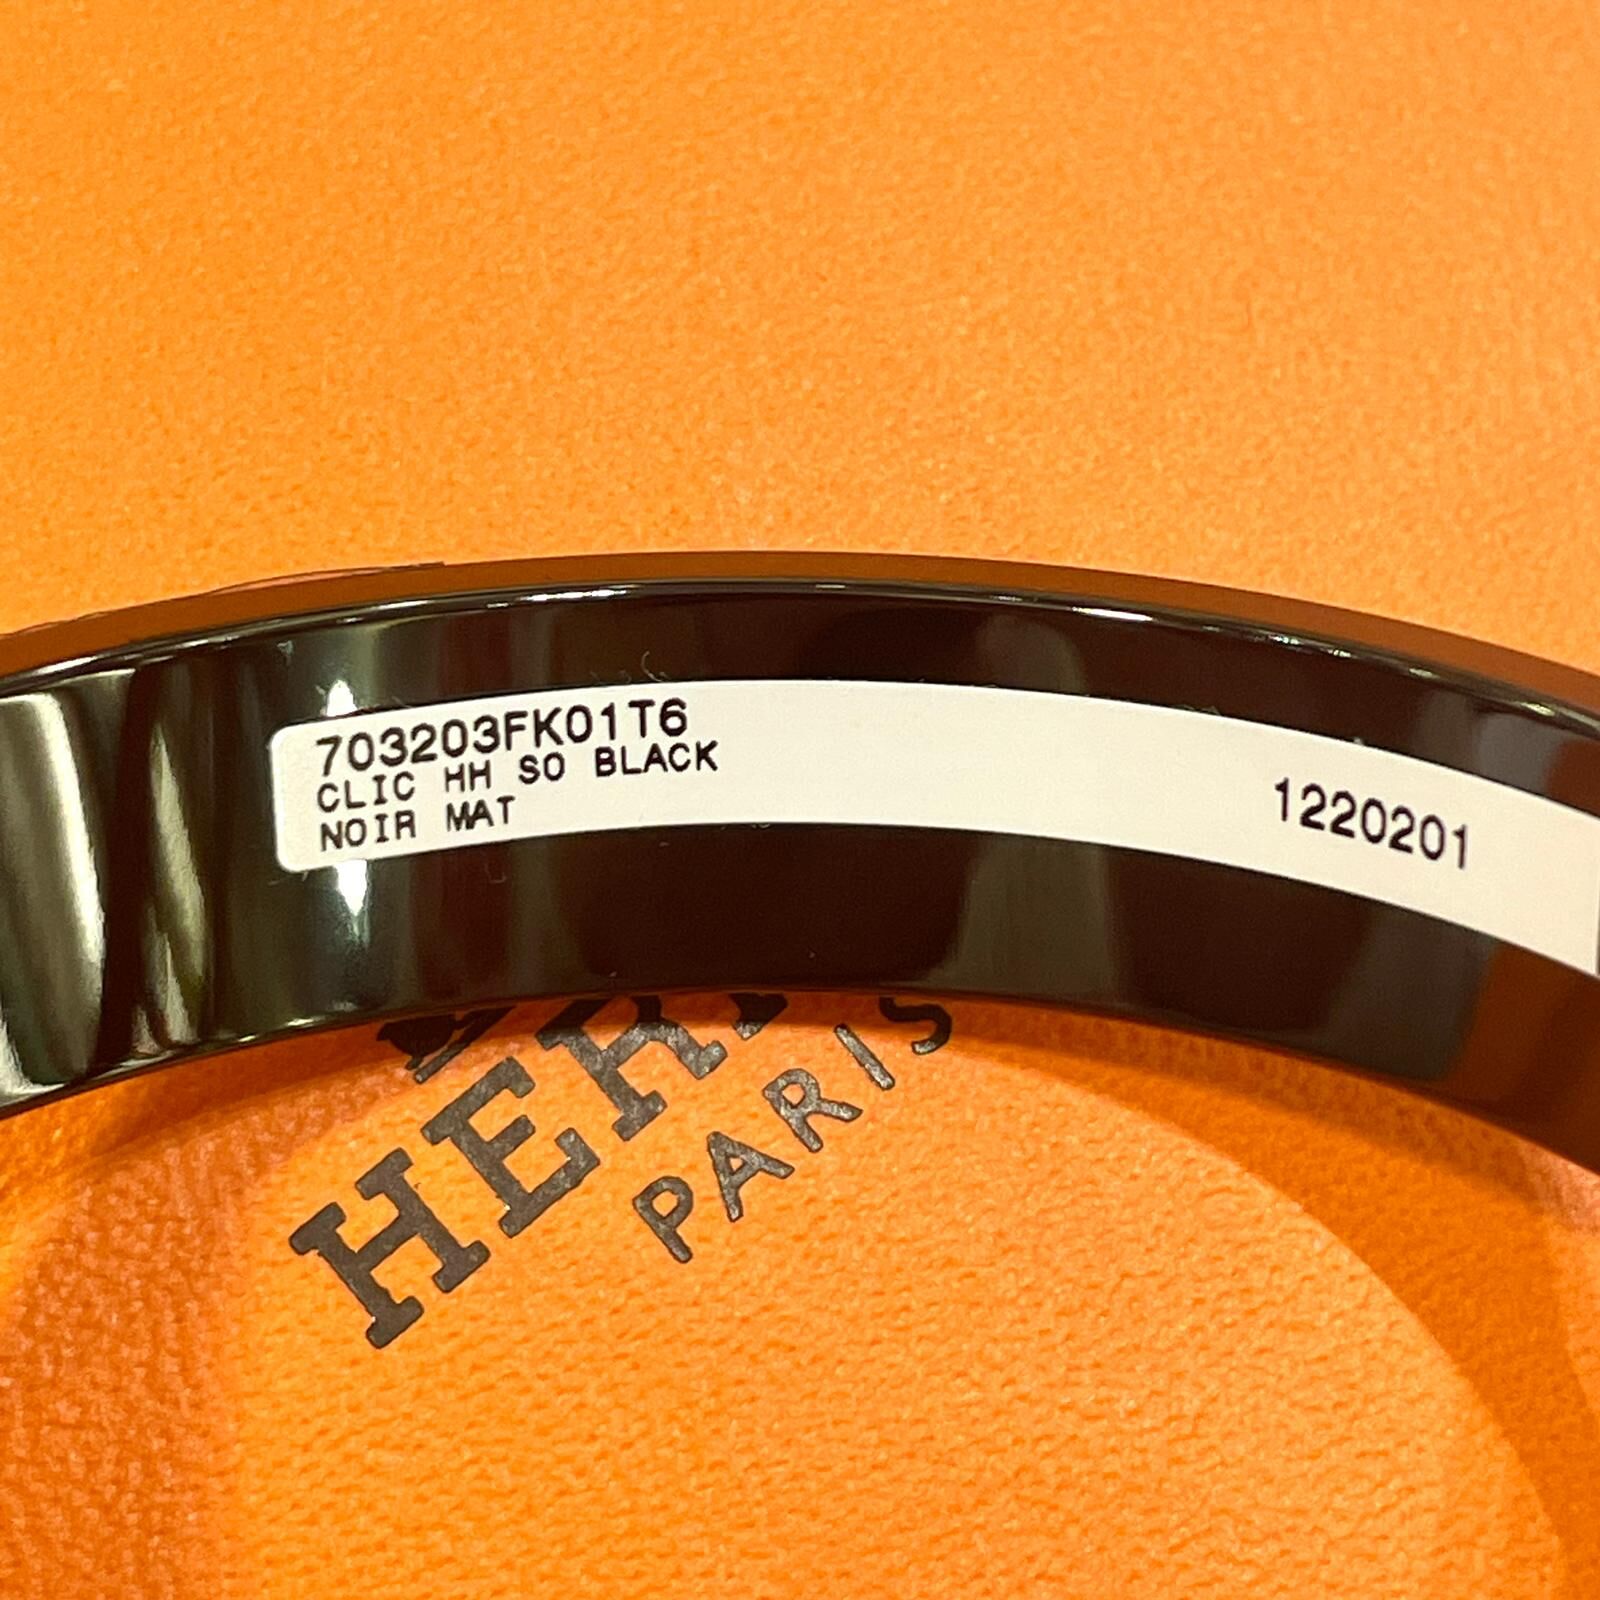 703203FK01T6
CLIC HH SO BLACK
NOIR MAT
1220201
PARIS